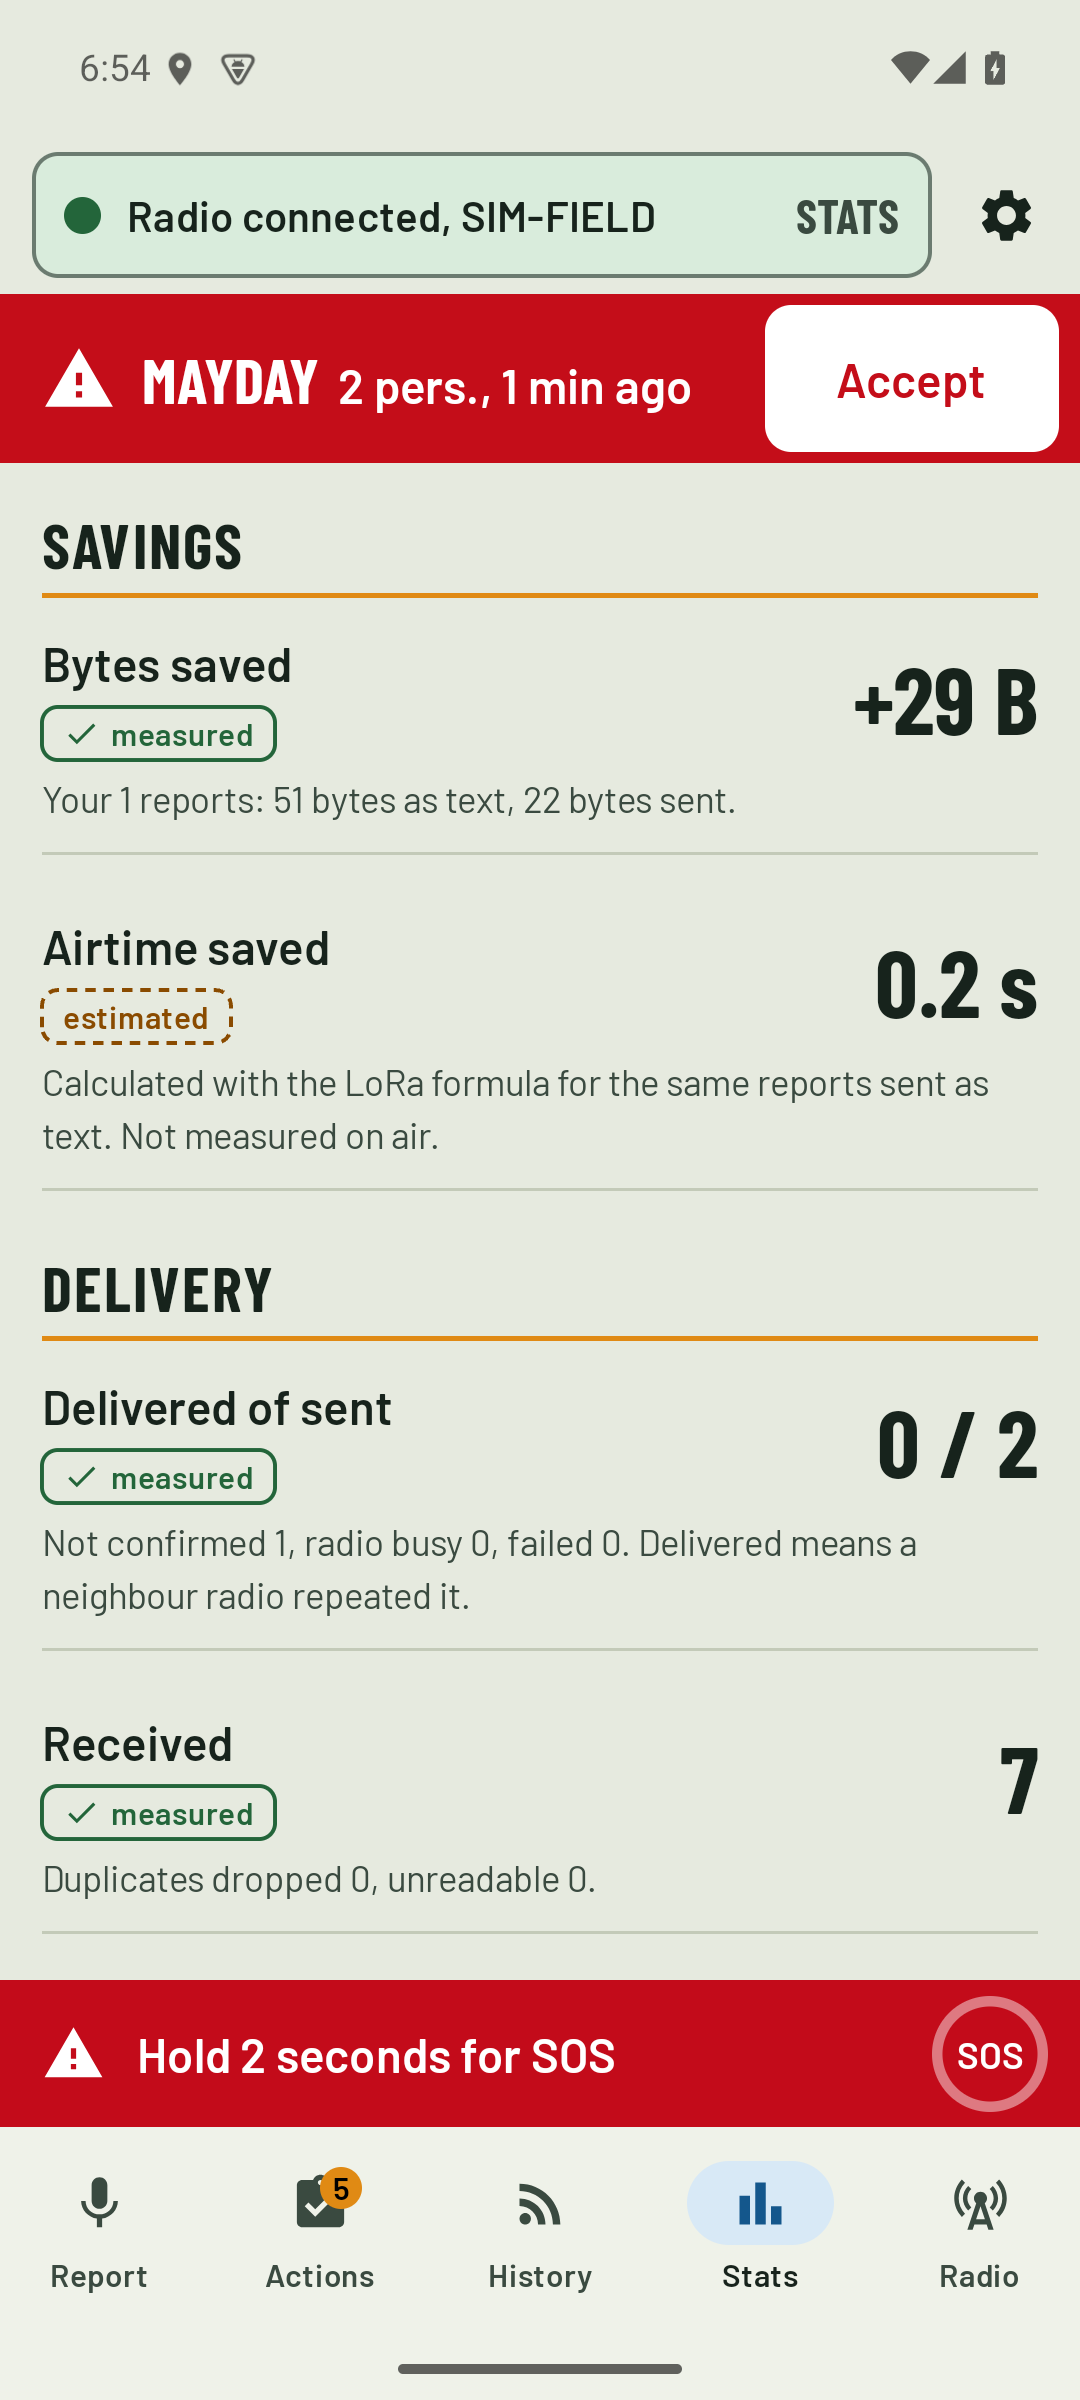 6:54
Radio connected, SIM-FIELD STATS
MAYDAY 2 pers., 1 min ago Accept
SAVINGS
Bytes saved
+29 B
measured
Your 1 reports: 51 bytes as text, 22 bytes sent.
Airtime saved
0.2 s
estimated
Calculated with the LoRa formula for the same reports sent as
text. Not measured on air.
DELIVERY
Delivered of sent
0 / 2
measured
Not confirmed 1, radio busy 0, failed 0. Delivered means a
neighbour radio repeated it.
Received
7
measured
Duplicates dropped 0, unreadable 0.
Hold 2 seconds for SOS SOS
5
Report Actions History Stats Radio